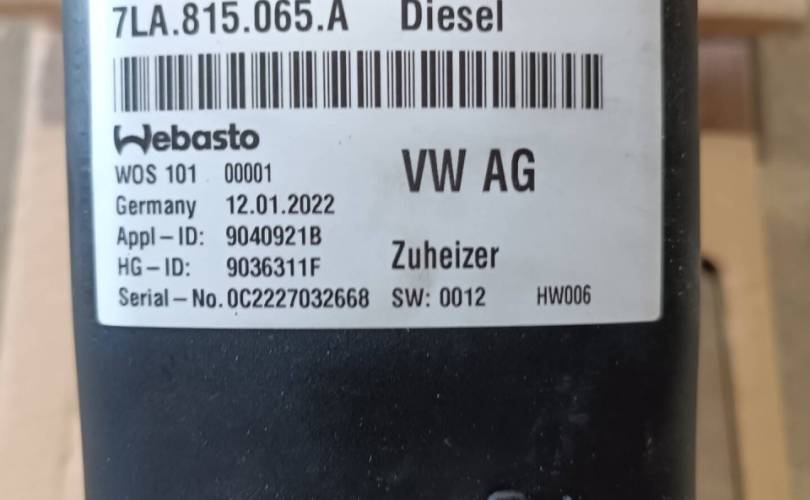 7LA.815.065.A Diesel
Webasto
VW AG
WOS 101 00001
Germany 12.01.2022
Appl-ID: 9040921B
Zuheizer
HG-ID: 9036311F
Serial-No. 0C2227032668 SW: 0012 HW006